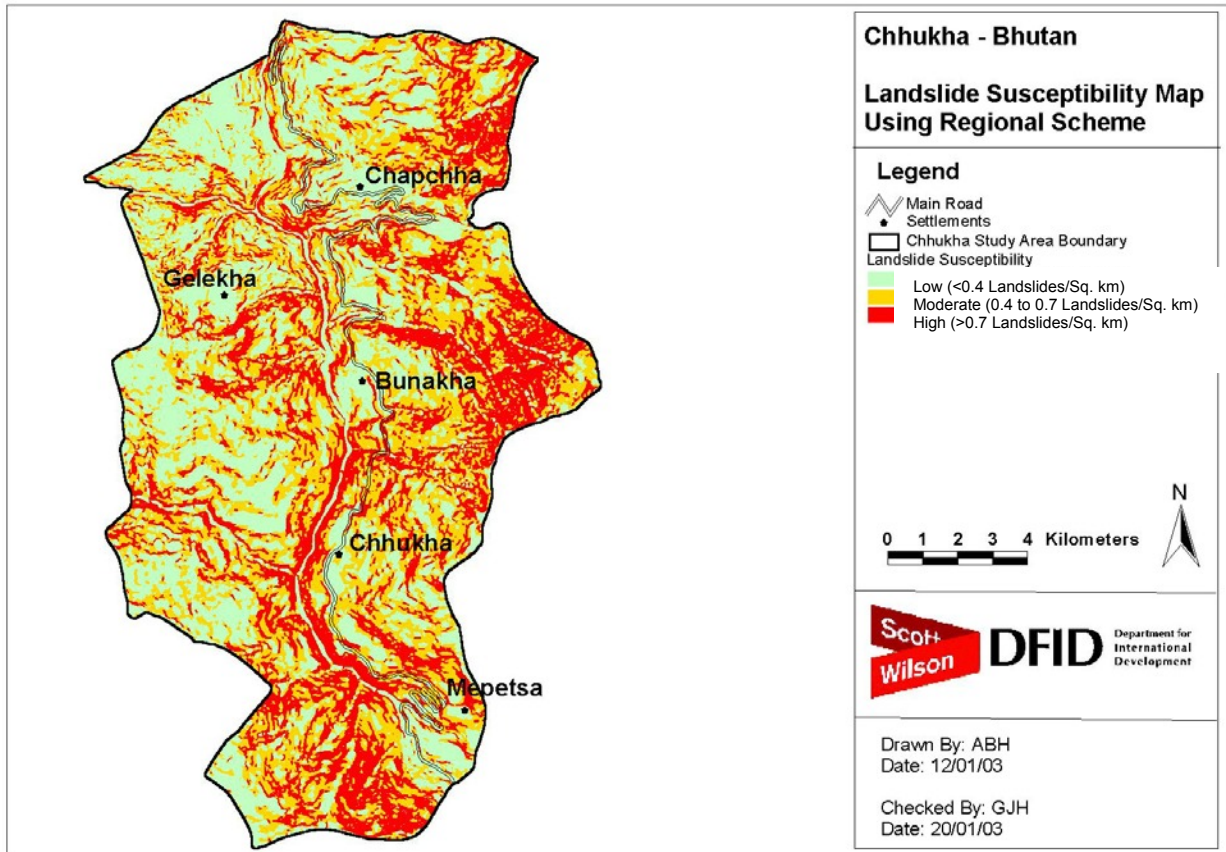 Chhukha - Bhutan
Landslide Susceptibility Map
Using Regional Scheme
Legend
Main Road
Settlements
Chhukha Study Area Boundary
Landslide Susceptibility
Low (<0.4 Landslides/Sq. km)
Moderate (0.4 to 0.7 Landslides/Sq. km)
High (>0.7 Landslides/Sq. km)
Chapchha
Gelekha
Bunakha
Chhukha
Mepetsa
N
0 1 2 3 4 Kilometers
Scott
Wilson
DFID
Department for
International
Development
Drawn By: ABH
Date: 12/01/03
Checked By: GJH
Date: 20/01/03